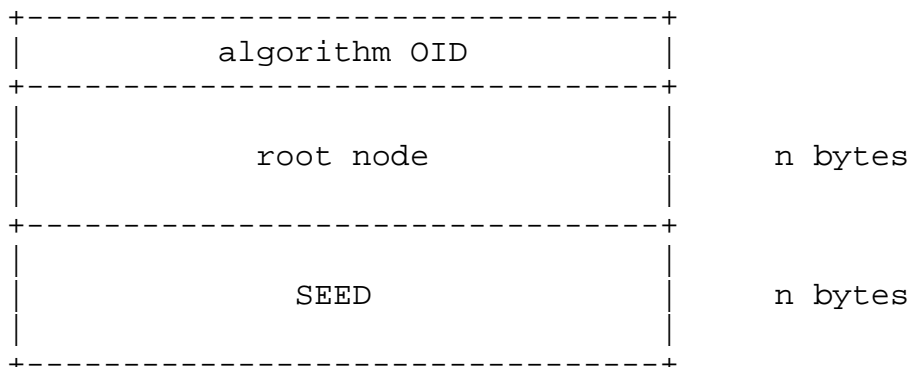 +---------------------------------+
|          algorithm OID          |
+---------------------------------+
|                                 |
|            root node            |     n bytes
|                                 |
+---------------------------------+
|                                 |
|              SEED               |     n bytes
|                                 |
+---------------------------------+